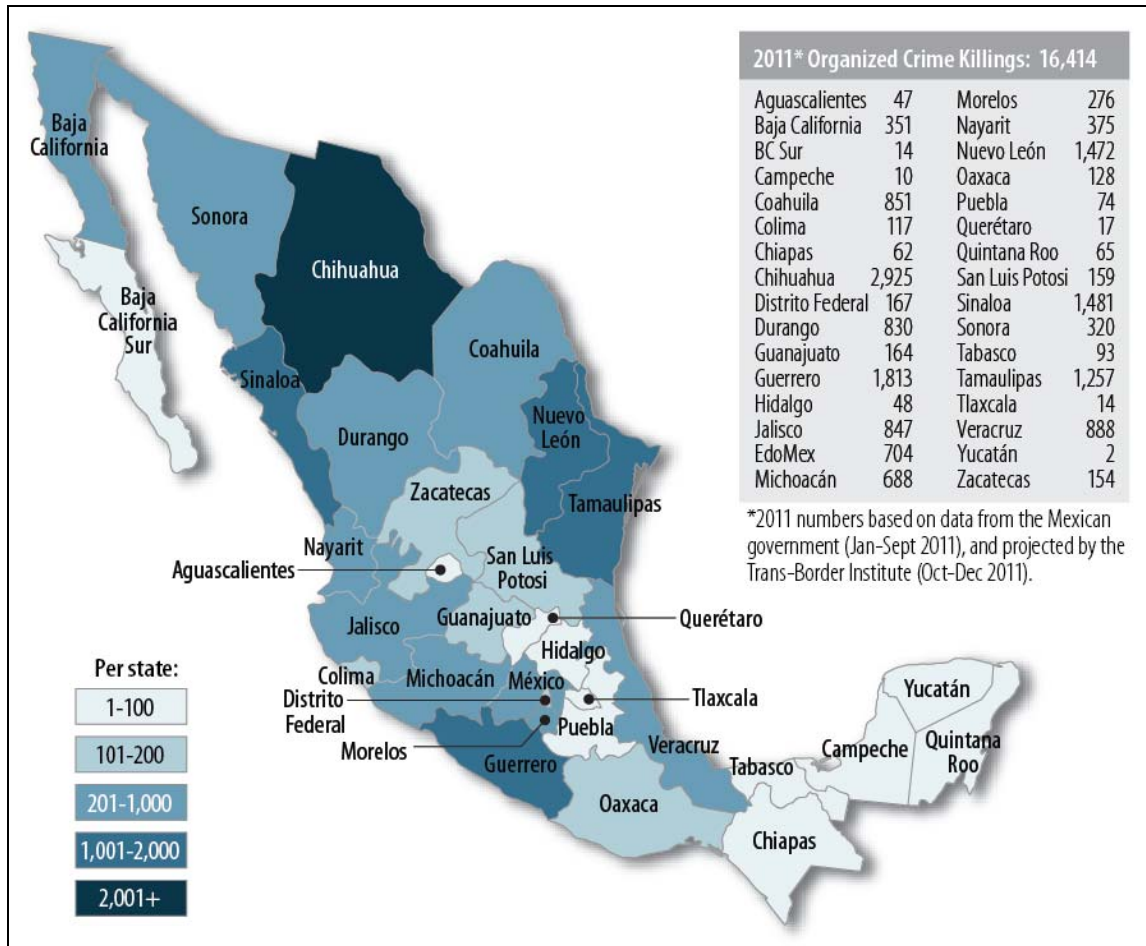 2011* Organized Crime Killings: 16,414
Aguascalientes 47
Baja California 351
BC Sur 14
Campeche 10
Coahuila 851
Colima 117
Chiapas 62
Chihuahua 2,925
Distrito Federal 167
Durango 830
Guanajuato 164
Guerrero 1,813
Hidalgo 48
Jalisco 847
EdoMex 704
Michoacán 688
Morelos 276
Nayarit 375
Nuevo León 1,472
Oaxaca 128
Puebla 74
Querétaro 17
Quintana Roo 65
San Luis Potosi 159
Sinaloa 1,481
Sonora 320
Tabasco 93
Tamaulipas 1,257
Tlaxcala 14
Veracruz 888
Yucatán 2
Zacatecas 154
*2011 numbers based on data from the Mexican
government (Jan-Sept 2011), and projected by the
Trans-Border Institute (Oct-Dec 2011).
Baja
California
Sonora
Chihuahua
Baja
California
Sur
Coahuila
Sinaloa
Nuevo
León
Durango
Zacatecas
Tamaulipas
Nayarit
San Luis
Potosi
Aguascalientes
Querétaro
Guanajuato
Jalisco
Hidalgo
Colima
Michoacán
México
Distrito
Federal
Tlaxcala
Puebla
Morelos
Guerrero
Veracruz
Oaxaca
Tabasco
Chiapas
Campeche
Yucatán
Quintana
Roo
Per state:
1-100
101-200
201-1,000
1,001-2,000
2,001+